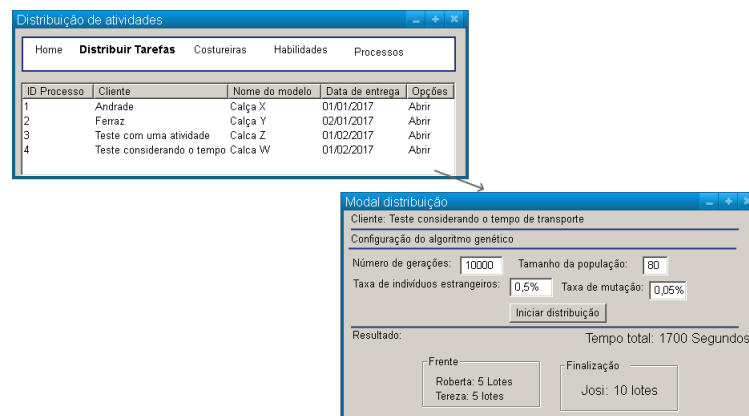 Distribuição de atividades
Home Distribuir Tarefas Costureiras Habilidades Processos
ID Processo Cliente Nome do modelo Data de entrega Opções
1 Andrade Calça X 01/01/2017 Abrir
2 Ferraz Calça Y 02/01/2017 Abrir
3 Teste com uma atividade Calca Z 01/02/2017 Abrir
4 Teste considerando o tempo Calca W 01/02/2017 Abrir
Modal distribuição
Cliente: Teste considerando o tempo de transporte
Configuração do algoritmo genético
Número de gerações: 10000 Tamanho da população: 80
Taxa de indivíduos estrangeiros: 0,5% Taxa de mutação: 0,05%
Iniciar distribuição
Resultado: Tempo total: 1700 Segundos
Frente
Roberta: 5 Lotes
Tereza: 5 lotes
Finalização
Josi: 10 lotes